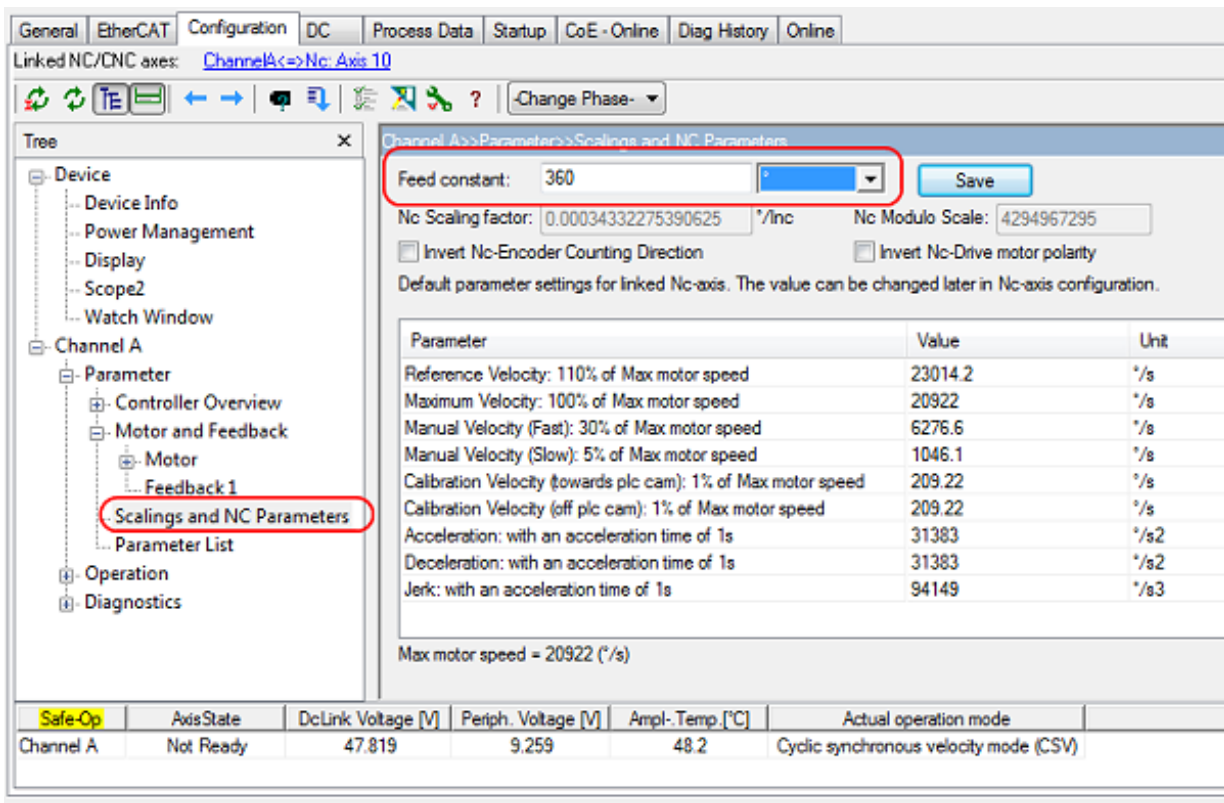 General EtherCAT Configuration DC Process Data Startup CoE - Online Diag History Online
Linked NC/CNC axes: ChannelA<=>Nc: Axis 10
TE ? -Change Phase-
Tree x
Device
Device Info
Power Management
Display
Scope2
Watch Window
Channel A
Parameter
Controller Overview
Motor and Feedback
Motor
Feedback 1
Scalings and NC Parameters
Parameter List
Operation
Diagnostics
Channel A>>Parameter>>Scalings and NC Parameters
Feed constant: 360 ° Save
Nc Scaling factor: 0.00034332275390625 °/Inc Nc Modulo Scale: 4294967295
Invert Nc-Encoder Counting Direction Invert Nc-Drive motor polarity
Default parameter settings for linked Nc-axis. The value can be changed later in Nc-axis configuration.
Parameter Value Unit
Reference Velocity: 110% of Max motor speed 23014.2 °/s
Maximum Velocity: 100% of Max motor speed 20922 °/s
Manual Velocity (Fast): 30% of Max motor speed 6276.6 °/s
Manual Velocity (Slow): 5% of Max motor speed 1046.1 °/s
Calibration Velocity (towards plc cam): 1% of Max motor speed 209.22 °/s
Calibration Velocity (off plc cam): 1% of Max motor speed 209.22 °/s
Acceleration: with an acceleration time of 1s 31383 °/s2
Deceleration: with an acceleration time of 1s 31383 °/s2
Jerk: with an acceleration time of 1s 94149 °/s3
Max motor speed = 20922 (°/s)
Safe-Op AxisState DcLink Voltage [V] Periph. Voltage [V] Ampl-.Temp.[°C] Actual operation mode
Channel A Not Ready 47.819 9.259 48.2 Cyclic synchronous velocity mode (CSV)